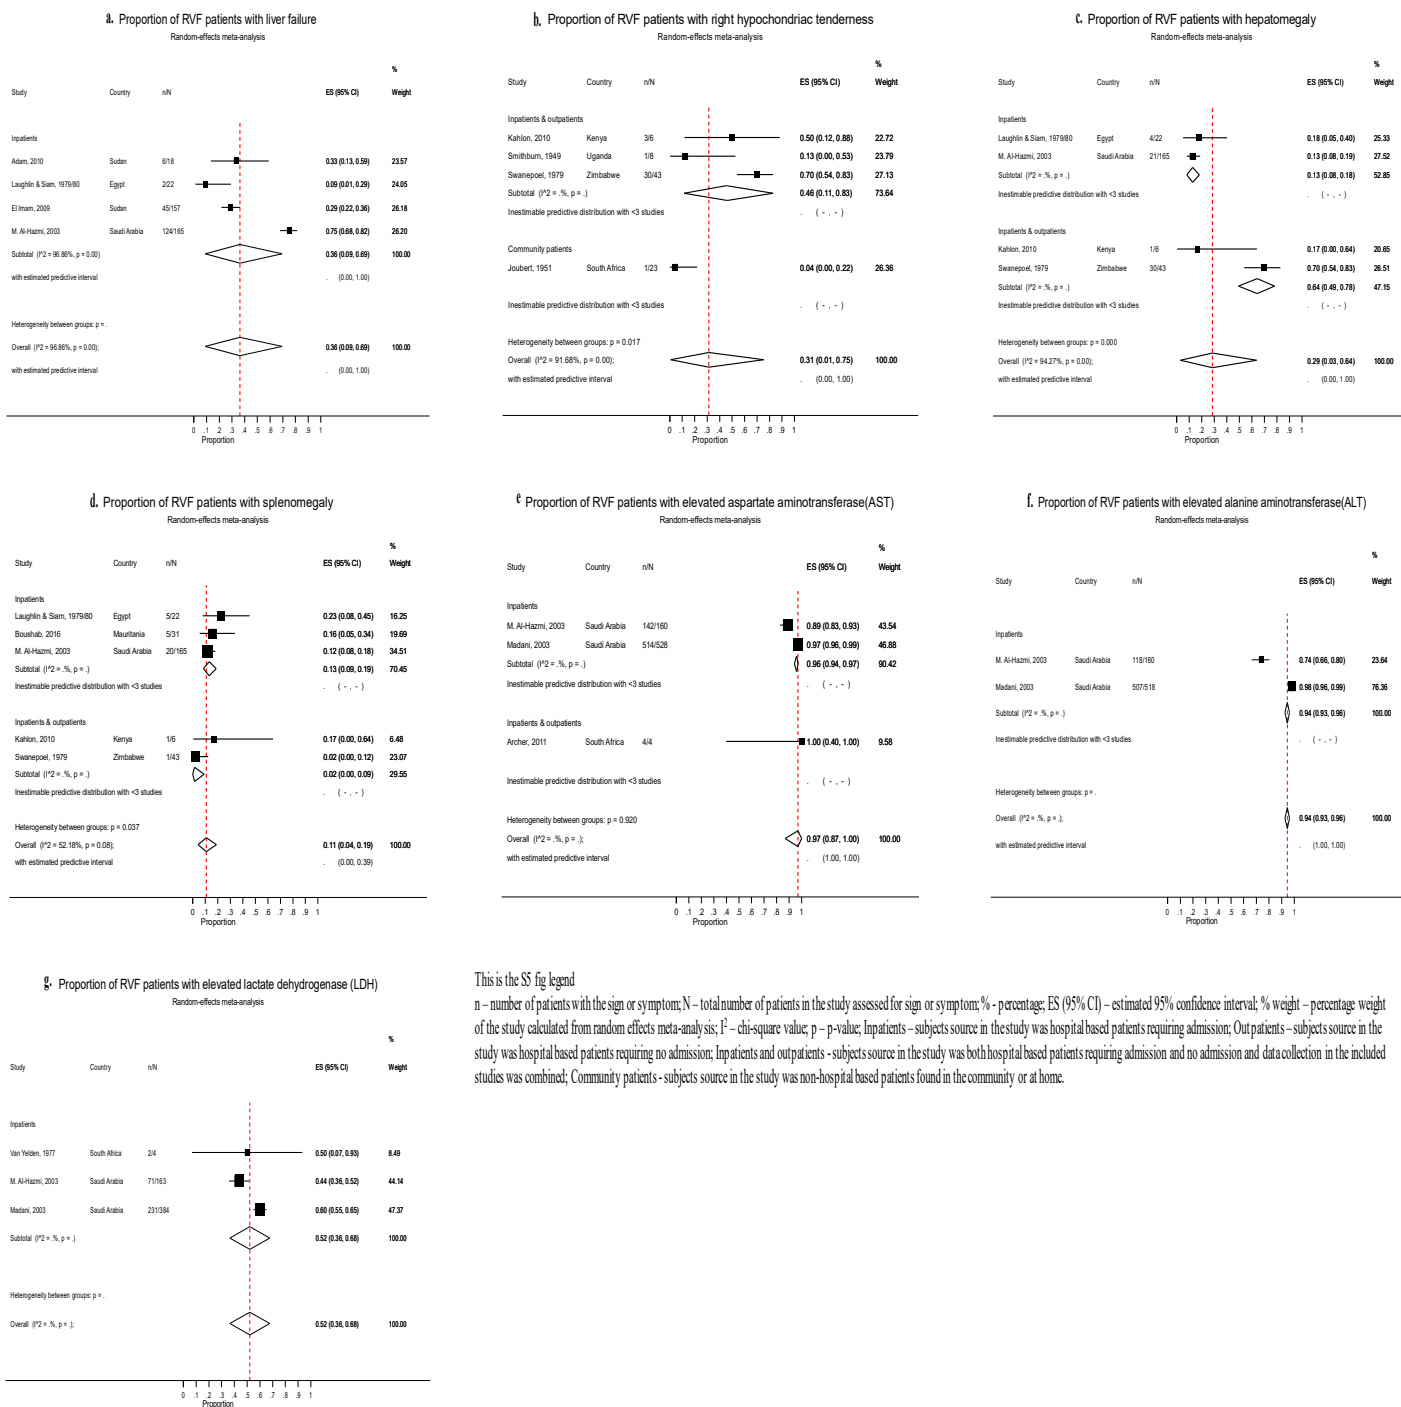 a. Proportion of RVF patients with liver failure
Random-effects meta-analysis
%
Study Country n/N ES (95% CI) Weight
Inpatients
Adam, 2010 Sudan 6/18 0.33 (0.13, 0.59) 23.57
Laughlin & Siam, 1979/80 Egypt 2/22 0.09 (0.01, 0.29) 24.05
El Imam, 2009 Sudan 45/157 0.29 (0.22, 0.36) 26.18
M. Al-Hazmi, 2003 Saudi Arabia 124/165 0.75 (0.68, 0.82) 26.20
Subtotal (I^2 = 96.86%, p = 0.00) 0.36 (0.09, 0.69) 100.00
with estimated predictive interval . (0.00, 1.00)
Heterogeneity between groups: p = .
Overall (I^2 = 96.86%, p = 0.00); 0.36 (0.09, 0.69) 100.00
with estimated predictive interval . (0.00, 1.00)
0 .1 .2 .3 .4 .5 .6 .7 .8 .9 1
Proportion
b. Proportion of RVF patients with right hypochondriac tenderness
Random-effects meta-analysis
%
Study Country n/N ES (95% CI) Weight
Inpatients & outpatients
Kahlon, 2010 Kenya 3/6 0.50 (0.12, 0.88) 22.72
Smithburn, 1949 Uganda 1/8 0.13 (0.00, 0.53) 23.79
Swanepoel, 1979 Zimbabwe 30/43 0.70 (0.54, 0.83) 27.13
Subtotal (I^2 = .%, p = .) 0.46 (0.11, 0.83) 73.64
Inestimable predictive distribution with <3 studies . ( - , - )
Community patients
Joubert, 1951 South Africa 1/23 0.04 (0.00, 0.22) 26.36
Inestimable predictive distribution with <3 studies . ( - , - )
Heterogeneity between groups: p = 0.017
Overall (I^2 = 91.68%, p = 0.00); 0.31 (0.01, 0.75) 100.00
with estimated predictive interval . (0.00, 1.00)
0 .1 .2 .3 .4 .5 .6 .7 .8 .9 1
Proportion
c. Proportion of RVF patients with hepatomegaly
Random-effects meta-analysis
%
Study Country n/N ES (95% CI) Weight
Inpatients
Laughlin & Siam, 1979/80 Egypt 4/22 0.18 (0.05, 0.40) 25.33
M. Al-Hazmi, 2003 Saudi Arabia 21/165 0.13 (0.08, 0.19) 27.52
Subtotal (I^2 = .%, p = .) 0.13 (0.08, 0.18) 52.85
Inestimable predictive distribution with <3 studies . ( - , - )
Inpatients & outpatients
Kahlon, 2010 Kenya 1/6 0.17 (0.00, 0.64) 20.65
Swanepoel, 1979 Zimbabwe 30/43 0.70 (0.54, 0.83) 26.51
Subtotal (I^2 = .%, p = .) 0.64 (0.49, 0.78) 47.15
Inestimable predictive distribution with <3 studies . ( - , - )
Heterogeneity between groups: p = 0.000
Overall (I^2 = 94.27%, p = 0.00); 0.29 (0.03, 0.64) 100.00
with estimated predictive interval . (0.00, 1.00)
0 .1 .2 .3 .4 .5 .6 .7 .8 .9 1
Proportion
d. Proportion of RVF patients with splenomegaly
Random-effects meta-analysis
%
Study Country n/N ES (95% CI) Weight
Inpatients
Laughlin & Siam, 1979/80 Egypt 5/22 0.23 (0.08, 0.45) 16.25
Boushab, 2016 Mauritania 5/31 0.16 (0.05, 0.34) 19.69
M. Al-Hazmi, 2003 Saudi Arabia 20/165 0.12 (0.08, 0.18) 34.51
Subtotal (I^2 = .%, p = .) 0.13 (0.09, 0.19) 70.45
Inestimable predictive distribution with <3 studies . ( - , - )
Inpatients & outpatients
Kahlon, 2010 Kenya 1/6 0.17 (0.00, 0.64) 6.48
Swanepoel, 1979 Zimbabwe 1/43 0.02 (0.00, 0.12) 23.07
Subtotal (I^2 = .%, p = .) 0.02 (0.00, 0.09) 29.55
Inestimable predictive distribution with <3 studies . ( - , - )
Heterogeneity between groups: p = 0.037
Overall (I^2 = 52.18%, p = 0.08); 0.11 (0.04, 0.19) 100.00
with estimated predictive interval . (0.00, 0.39)
0 .1 .2 .3 .4 .5 .6 .7 .8 .9 1
Proportion
e Proportion of RVF patients with elevated aspartate aminotransferase(AST)
Random-effects meta-analysis
%
Study Country n/N ES (95% CI) Weight
Inpatients
M. Al-Hazmi, 2003 Saudi Arabia 142/160 0.89 (0.83, 0.93) 43.54
Madani, 2003 Saudi Arabia 514/528 0.97 (0.96, 0.99) 46.88
Subtotal (I^2 = .%, p = .) 0.96 (0.94, 0.97) 90.42
Inestimable predictive distribution with <3 studies . ( - , - )
Inpatients & outpatients
Archer, 2011 South Africa 4/4 1.00 (0.40, 1.00) 9.58
Inestimable predictive distribution with <3 studies . ( - , - )
Heterogeneity between groups: p = 0.920
Overall (I^2 = .%, p = .); 0.97 (0.87, 1.00) 100.00
with estimated predictive interval . (1.00, 1.00)
0 .1 .2 .3 .4 .5 .6 .7 .8 .9 1
Proportion
f. Proportion of RVF patients with elevated alanine aminotransferase(ALT)
Random-effects meta-analysis
%
Study Country n/N ES (95% CI) Weight
Inpatients
M. Al-Hazmi, 2003 Saudi Arabia 118/160 0.74 (0.66, 0.80) 23.64
Madani, 2003 Saudi Arabia 507/518 0.98 (0.96, 0.99) 76.36
Subtotal (I^2 = .%, p = .) 0.94 (0.93, 0.96) 100.00
Inestimable predictive distribution with <3 studies . ( - , - )
Heterogeneity between groups: p = .
Overall (I^2 = .%, p = .); 0.94 (0.93, 0.96) 100.00
with estimated predictive interval . (1.00, 1.00)
0 .1 .2 .3 .4 .5 .6 .7 .8 .9 1
Proportion
g. Proportion of RVF patients with elevated lactate dehydrogenase (LDH)
Random-effects meta-analysis
%
Study Country n/N ES (95% CI) Weight
Inpatients
Van Velden, 1977 South Africa 2/4 0.50 (0.07, 0.93) 8.49
M. Al-Hazmi, 2003 Saudi Arabia 71/163 0.44 (0.36, 0.52) 44.14
Madani, 2003 Saudi Arabia 231/384 0.60 (0.55, 0.65) 47.37
Subtotal (I^2 = .%, p = .) 0.52 (0.36, 0.68) 100.00
Heterogeneity between groups: p = .
Overall (I^2 = .%, p = .); 0.52 (0.36, 0.68) 100.00
0 .1 .2 .3 .4 .5 .6 .7 .8 .9 1
Proportion
This is the S5 fig legend
n – number of patients with the sign or symptom; N – total number of patients in the study assessed for sign or symptom; % - percentage; ES (95% CI) – estimated 95% confidence interval; % weight – percentage weight
of the study calculated from random effects meta-analysis; I² – chi-square value; p – p-value; Inpatients – subjects source in the study was hospital based patients requiring admission; Out patients – subjects source in the
study was hospital based patients requiring no admission; Inpatients and outpatients - subjects source in the study was both hospital based patients requiring admission and no admission and data collection in the included
studies was combined; Community patients - subjects source in the study was non-hospital based patients found in the community or at home.